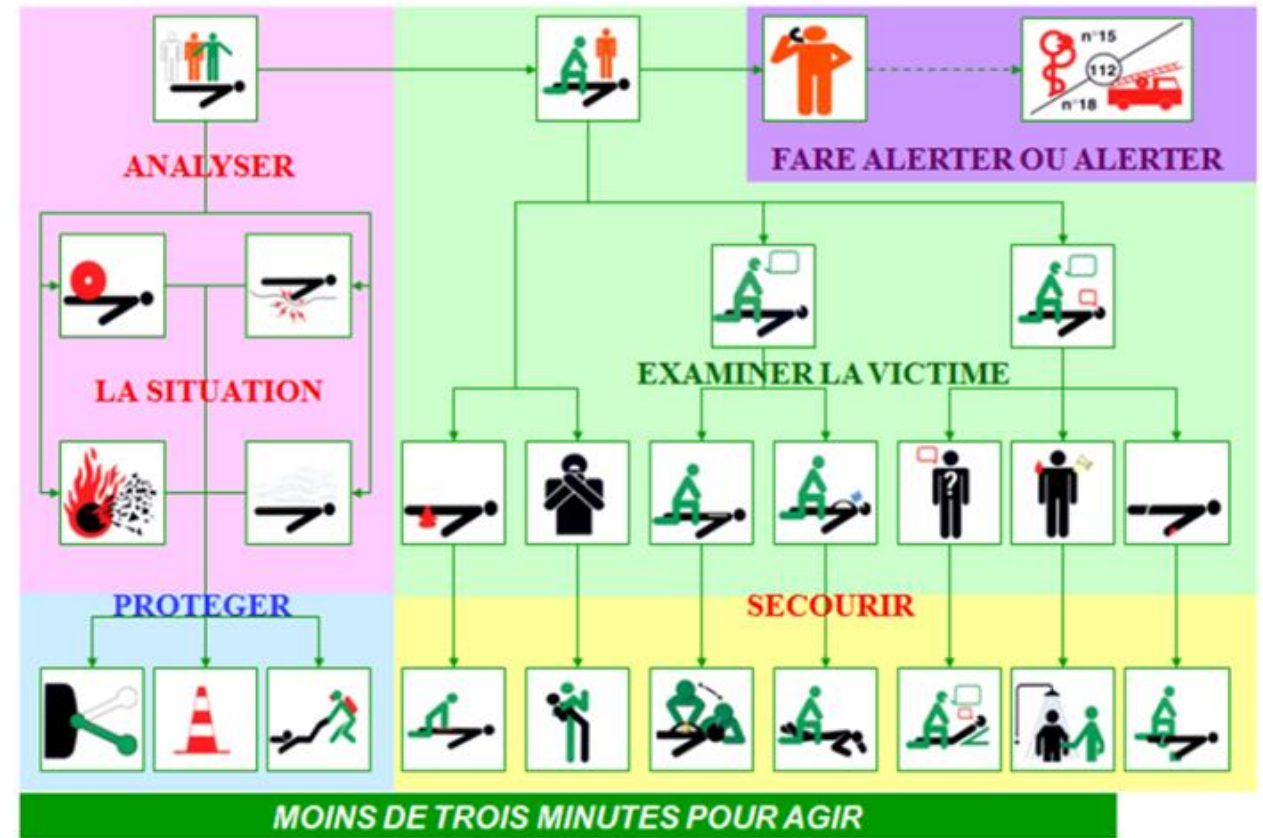 n°15
112
n°18
ANALYSER
FARE ALERTER OU ALERTER
EXAMINER LA VICTIME
LA SITUATION
?
PROTEGER
SECOURIR
MOINS DE TROIS MINUTES POUR AGIR